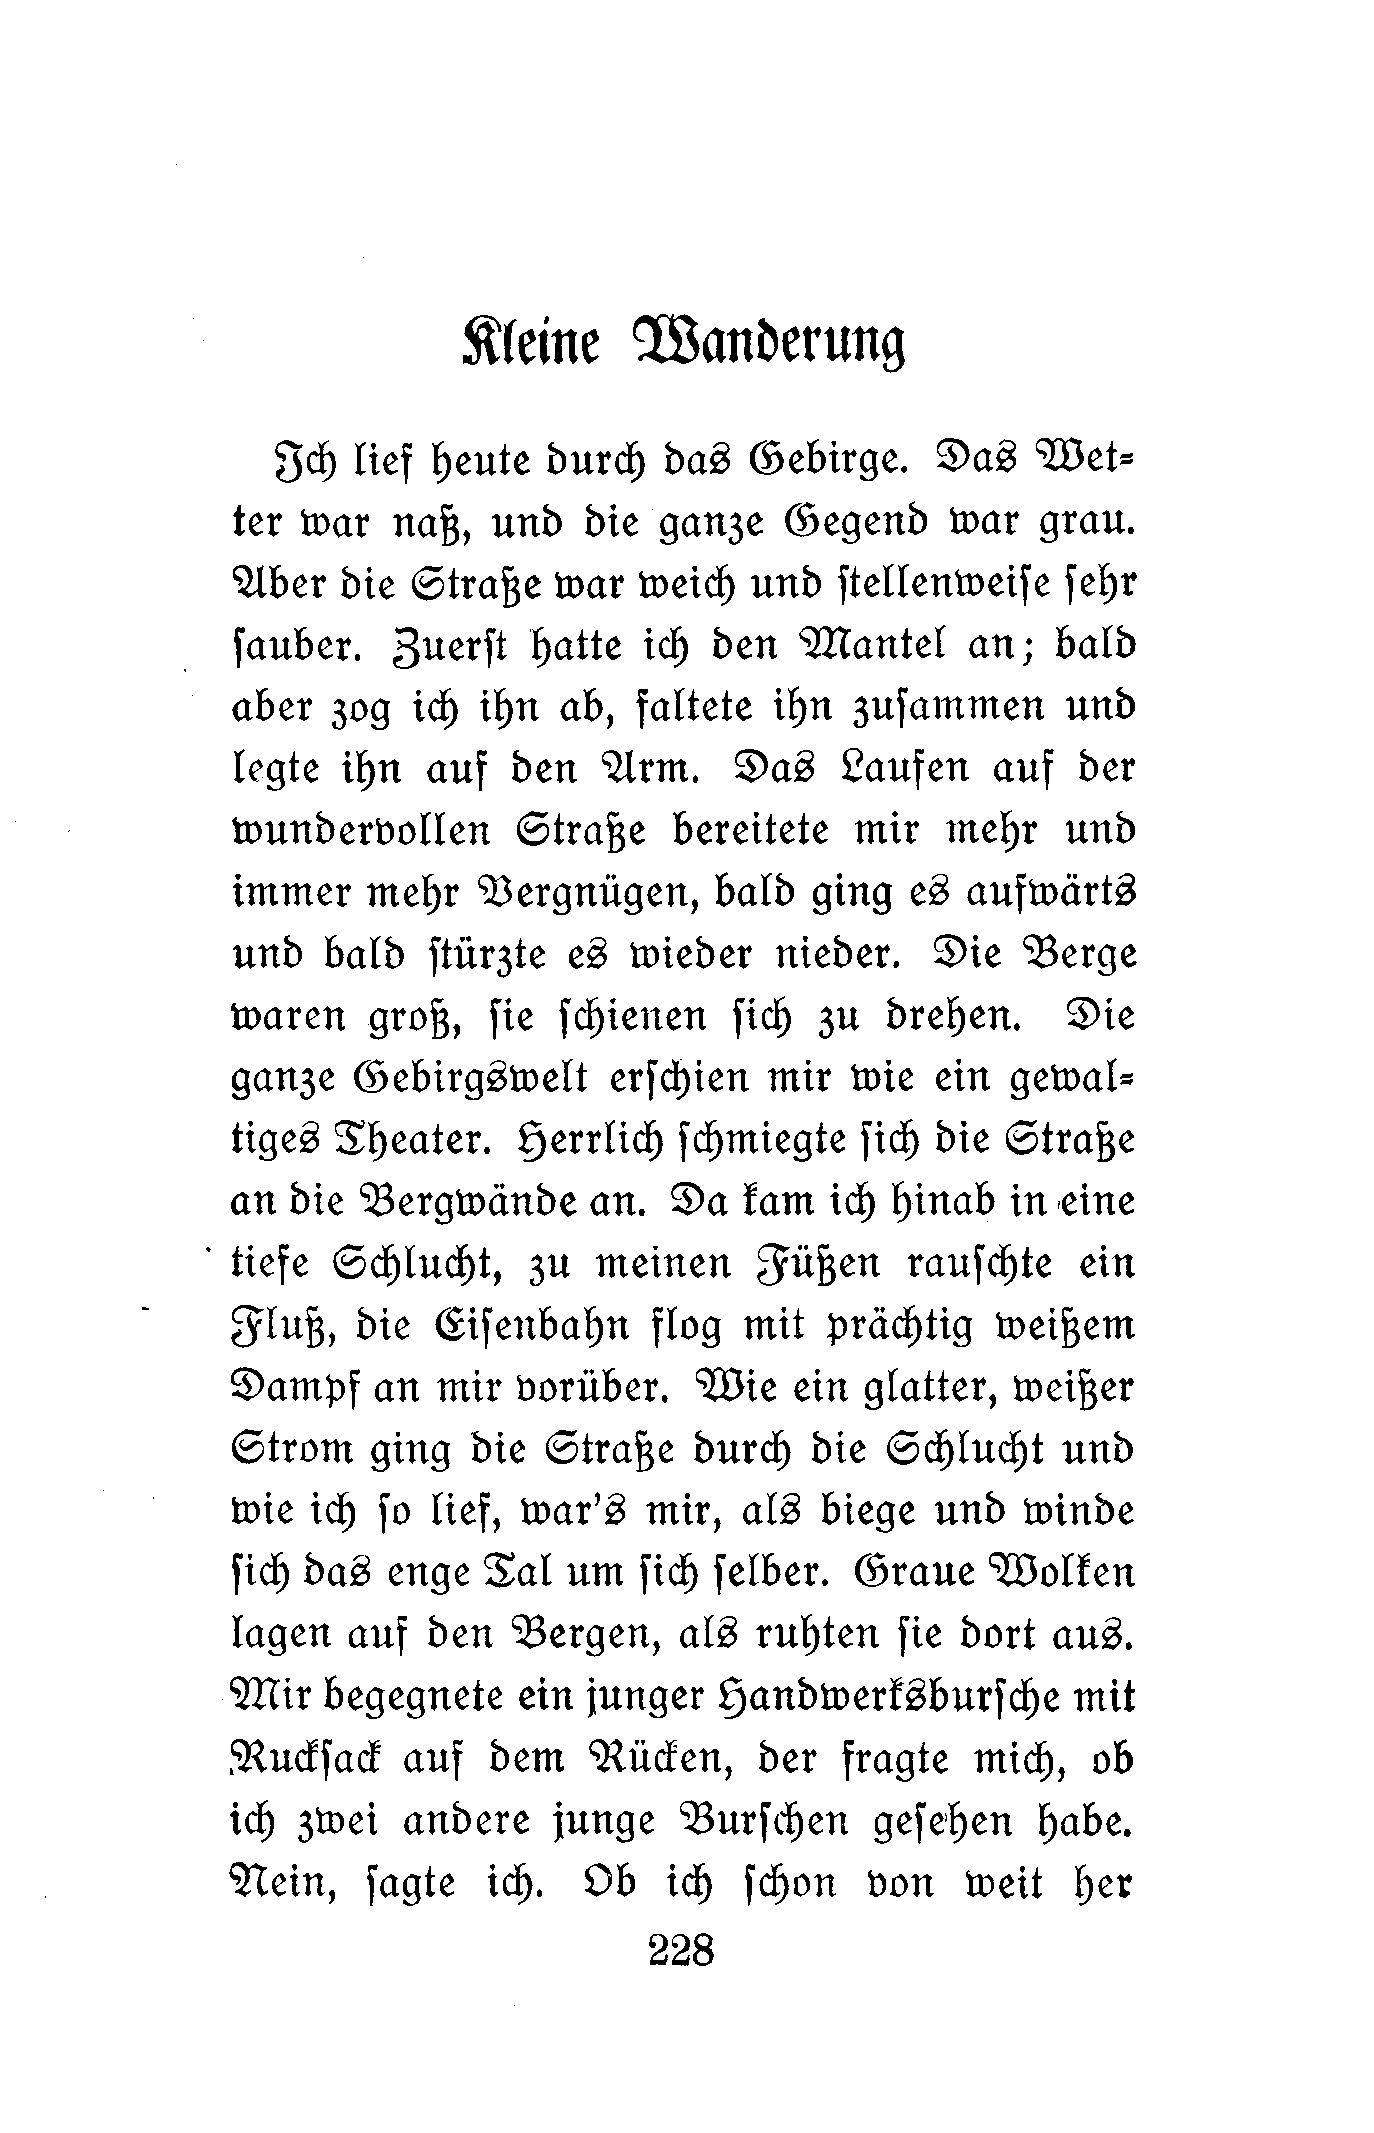 Kleine Wanderung
Ich lief heute durch das Gebirge. Das Wet⸗
ter war naß, und die ganze Gegend war grau.
Aber die Straße war weich und ſtellenweiſe ſehr
ſauber. Zuerſt hatte ich den Mantel an; bald
aber zog ich ihn ab, faltete ihn zuſammen und
legte ihn auf den Arm. Das Laufen auf der
wundervollen Straße bereitete mir mehr und
immer mehr Vergnügen, bald ging es aufwärts
und bald ſtürzte es wieder nieder. Die Berge
waren groß, ſie ſchienen ſich zu drehen. Die
ganze Gebirgswelt erſchien mir wie ein gewal⸗
tiges Theater. Herrlich ſchmiegte ſich die Straße
an die Bergwände an. Da kam ich hinab in eine
tiefe Schlucht, zu meinen Füßen rauſchte ein
Fluß, die Eiſenbahn flog mit prächtig weißem
Dampf an mir vorüber. Wie ein glatter, weißer
Strom ging die Straße durch die Schlucht und
wie ich ſo lief, war's mir, als biege und winde
ſich das enge Tal um ſich ſelber. Graue Wolken
lagen auf den Bergen, als ruhten ſie dort aus.
Mir begegnete ein junger Handwerksburſche mit
Ruckſack auf dem Rücken, der fragte mich, ob
ich zwei andere junge Burſchen geſehen habe.
Nein, ſagte ich. Ob ich ſchon von weit her
228